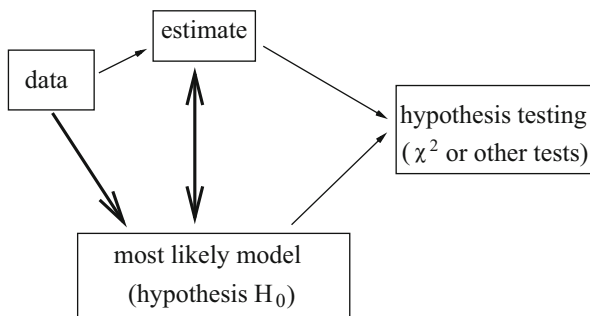 estimate
data
hypothesis testing
( χ² or other tests)
most likely model
(hypothesis H₀)